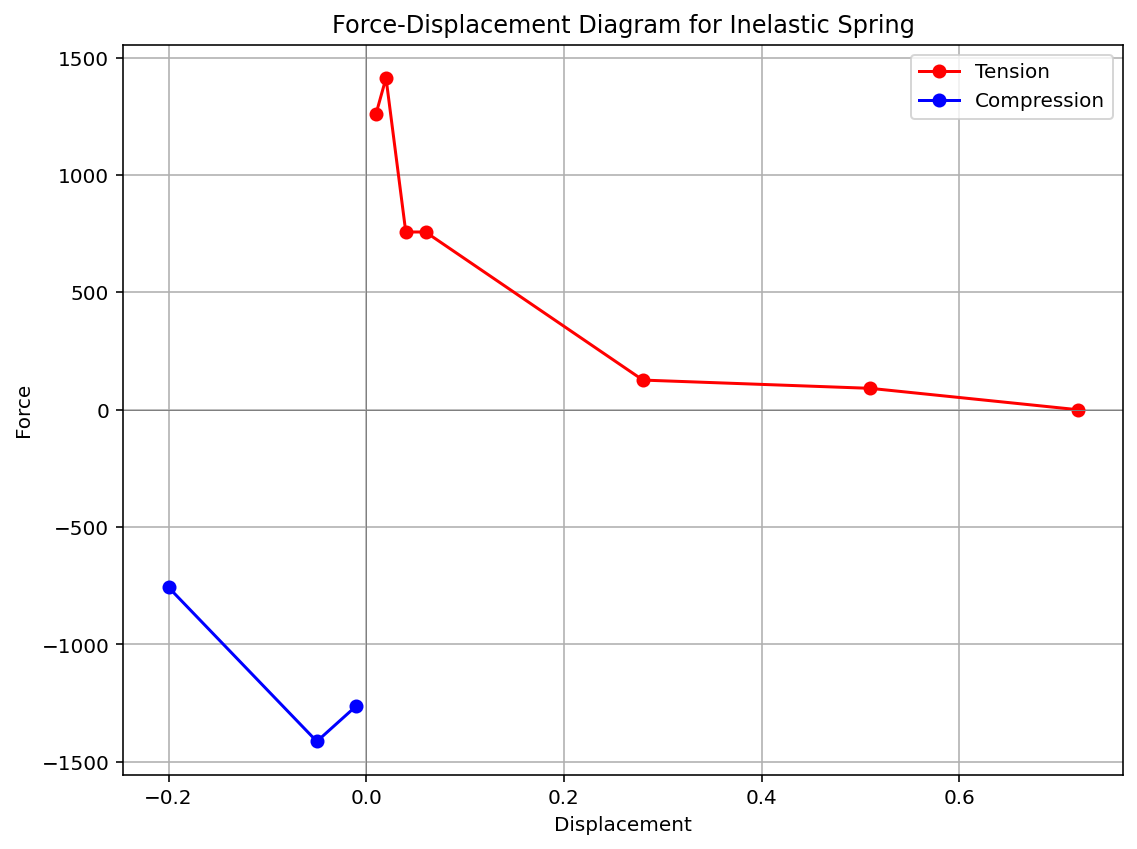 Force-Displacement Diagram for Inelastic Spring
Tension
Compression
1500
1000
500
0
−500
−1000
−1500
Force
−0.2
0.0
0.2
0.4
0.6
Displacement